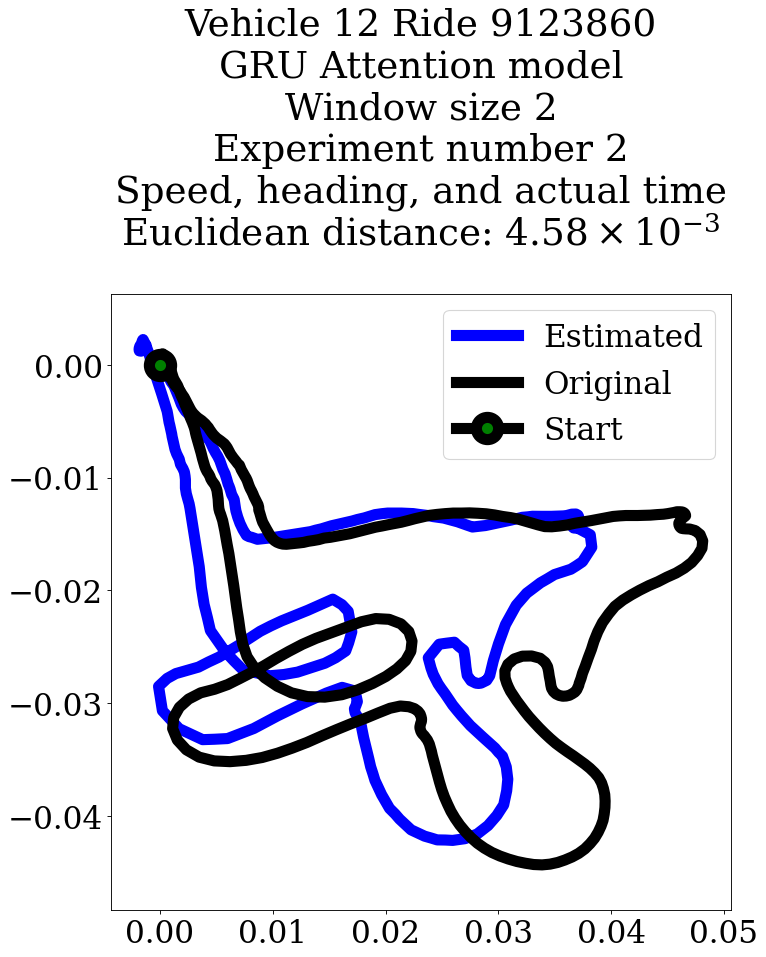 Vehicle 12 Ride 9123860
GRU Attention model
Window size 2
Experiment number 2
Speed, heading, and actual time
Euclidean distance: 4.58 × 10⁻³
Estimated
Original
Start
0.00
−0.01
−0.02
−0.03
−0.04
0.00 0.01 0.02 0.03 0.04 0.05